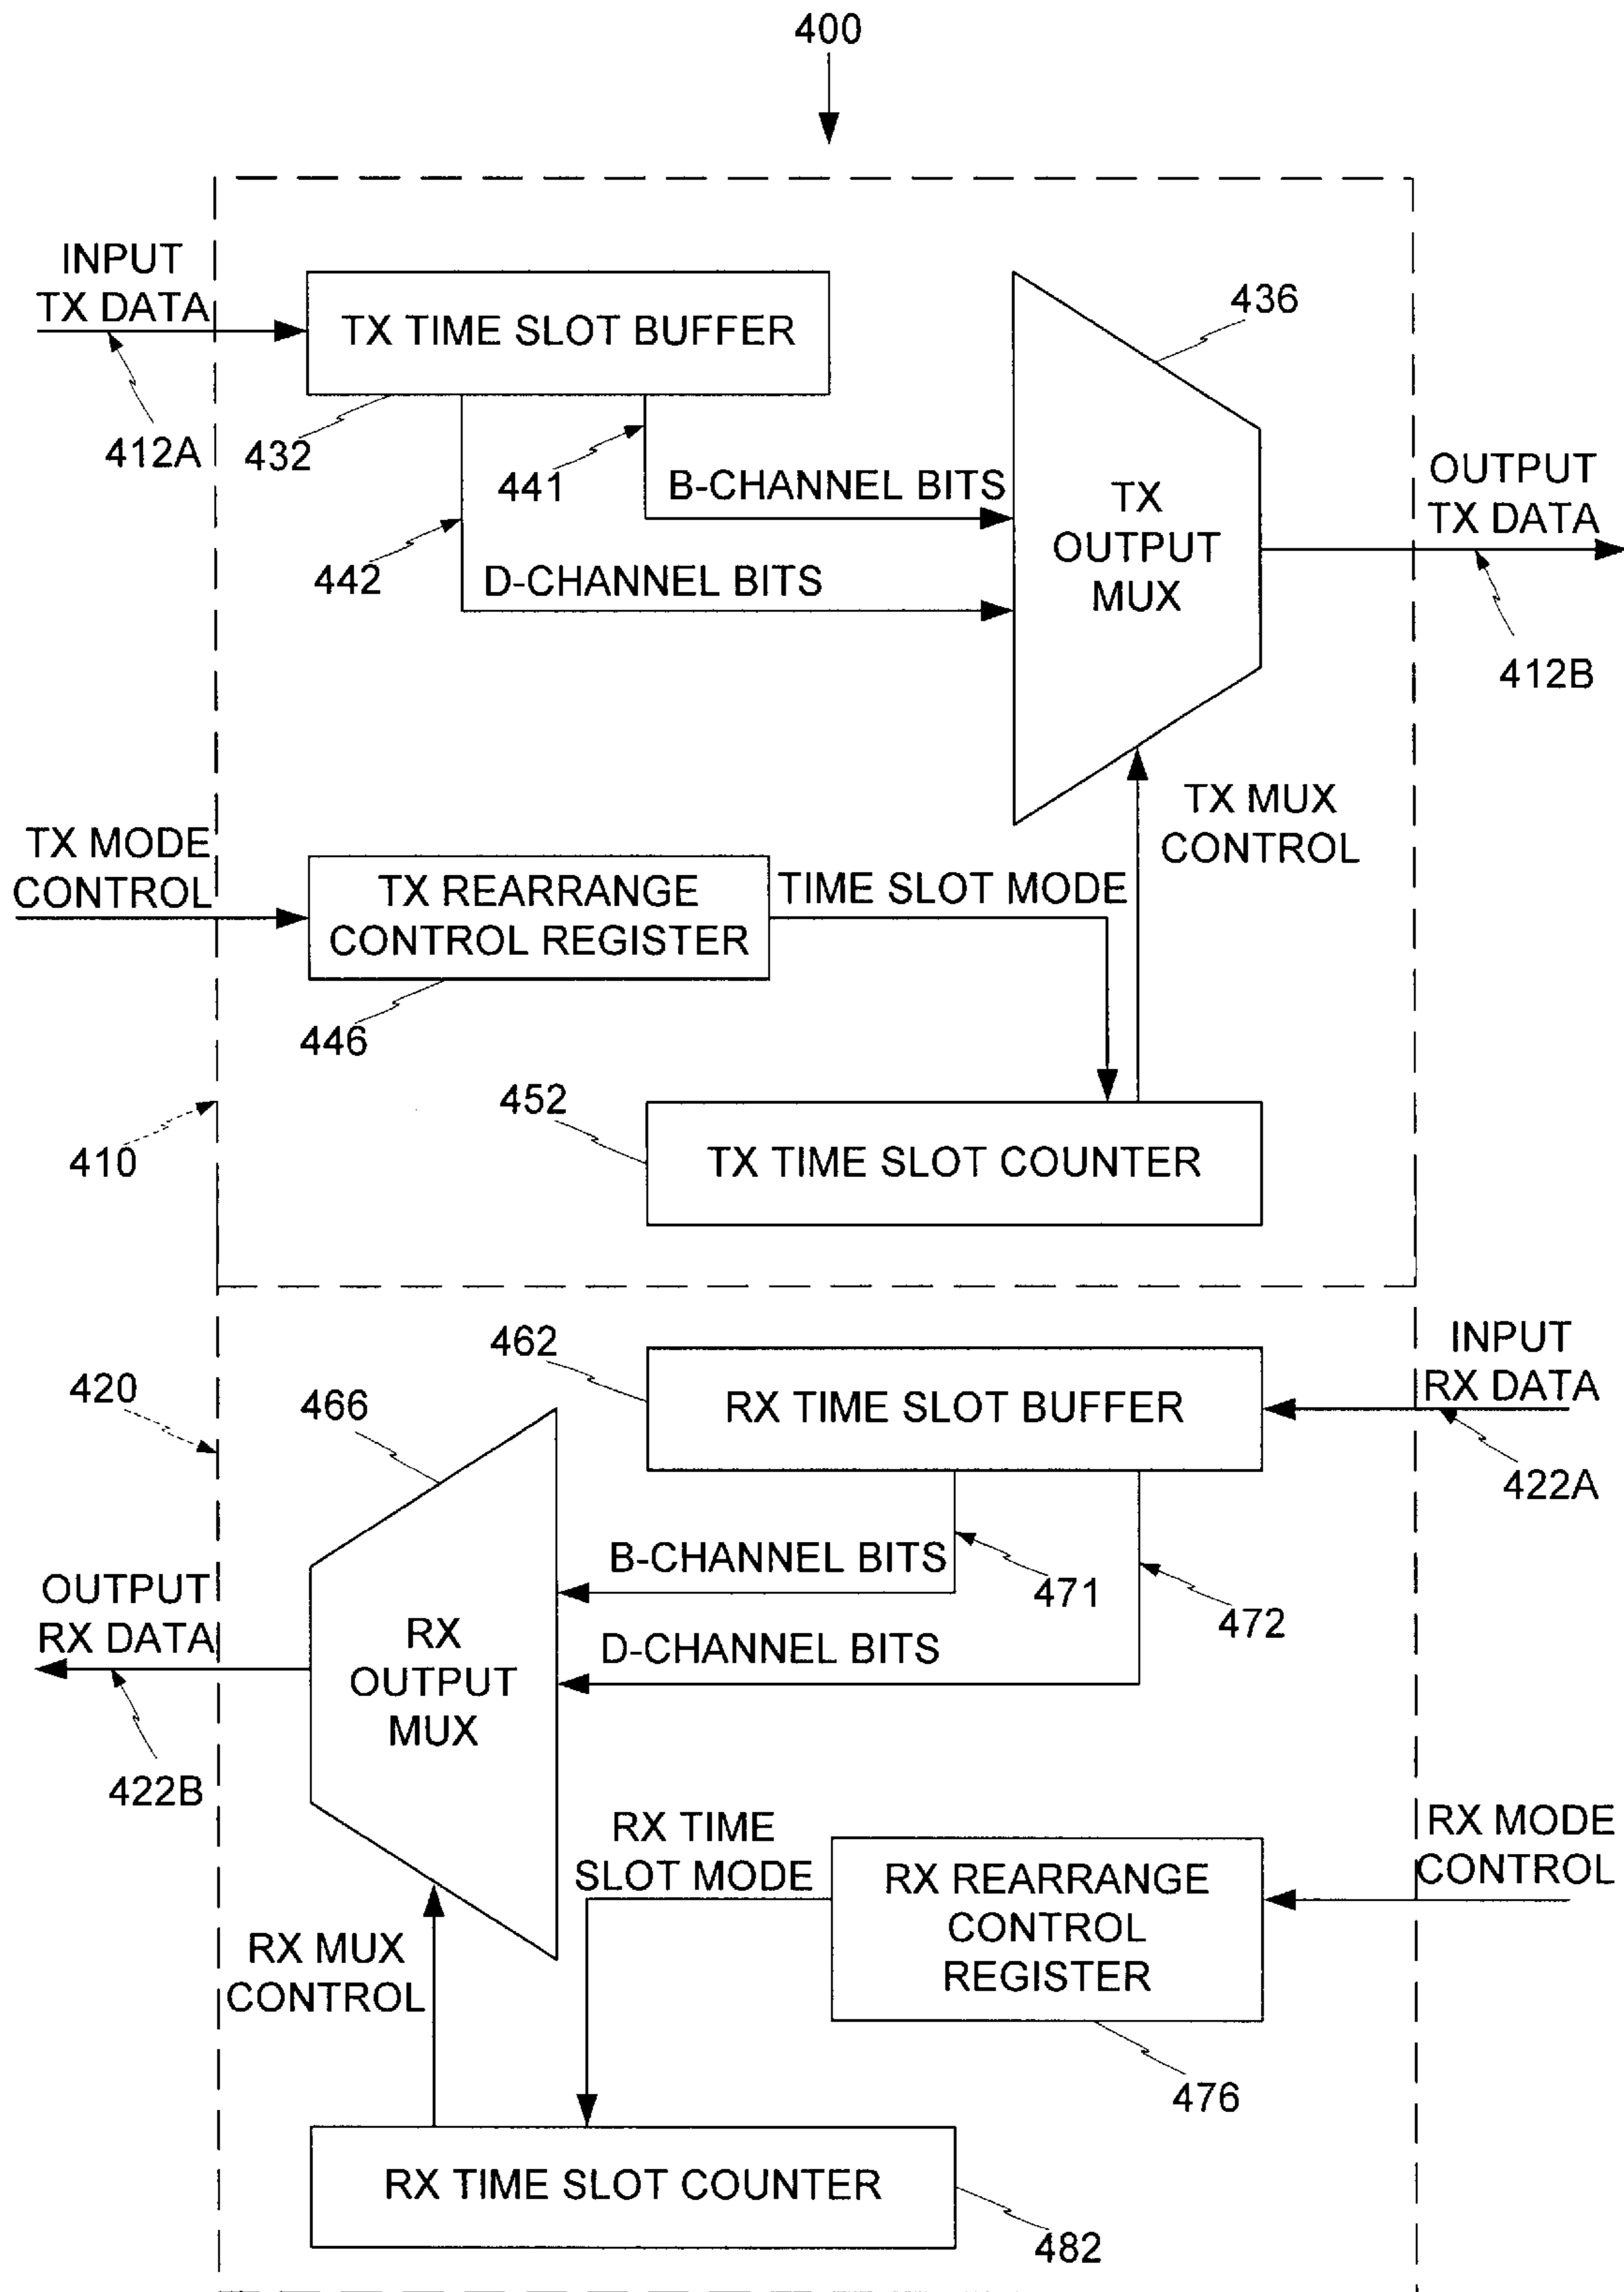 400
INPUT
TX DATA
412A
TX TIME SLOT BUFFER
432
441
442
B-CHANNEL BITS
D-CHANNEL BITS
436
TX
OUTPUT
MUX
OUTPUT
TX DATA
412B
TX MUX
CONTROL
TX MODE
CONTROL
TX REARRANGE
CONTROL REGISTER
TIME SLOT MODE
446
452
TX TIME SLOT COUNTER
410
462
RX TIME SLOT BUFFER
INPUT
RX DATA
422A
420
466
B-CHANNEL BITS
471
472
D-CHANNEL BITS
OUTPUT
RX DATA
422B
RX
OUTPUT
MUX
RX TIME
SLOT MODE
RX REARRANGE
CONTROL
REGISTER
RX MODE
CONTROL
RX MUX
CONTROL
476
RX TIME SLOT COUNTER
482